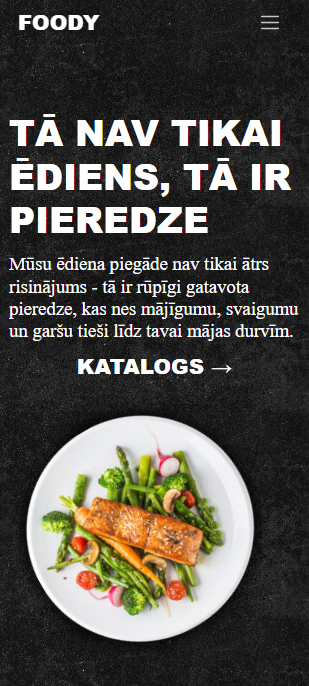 FOODY
TĀ NAV TIKAI
ĒDIENS, TĀ IR
PIEREDZE
Mūsu ēdiena piegāde nav tikai ātrs
risinājums - tā ir rūpīgi gatavota
pieredze, kas nes mājīgumu, svaigumu
un garšu tieši līdz tavai mājas durvīm.
KATALOGS →